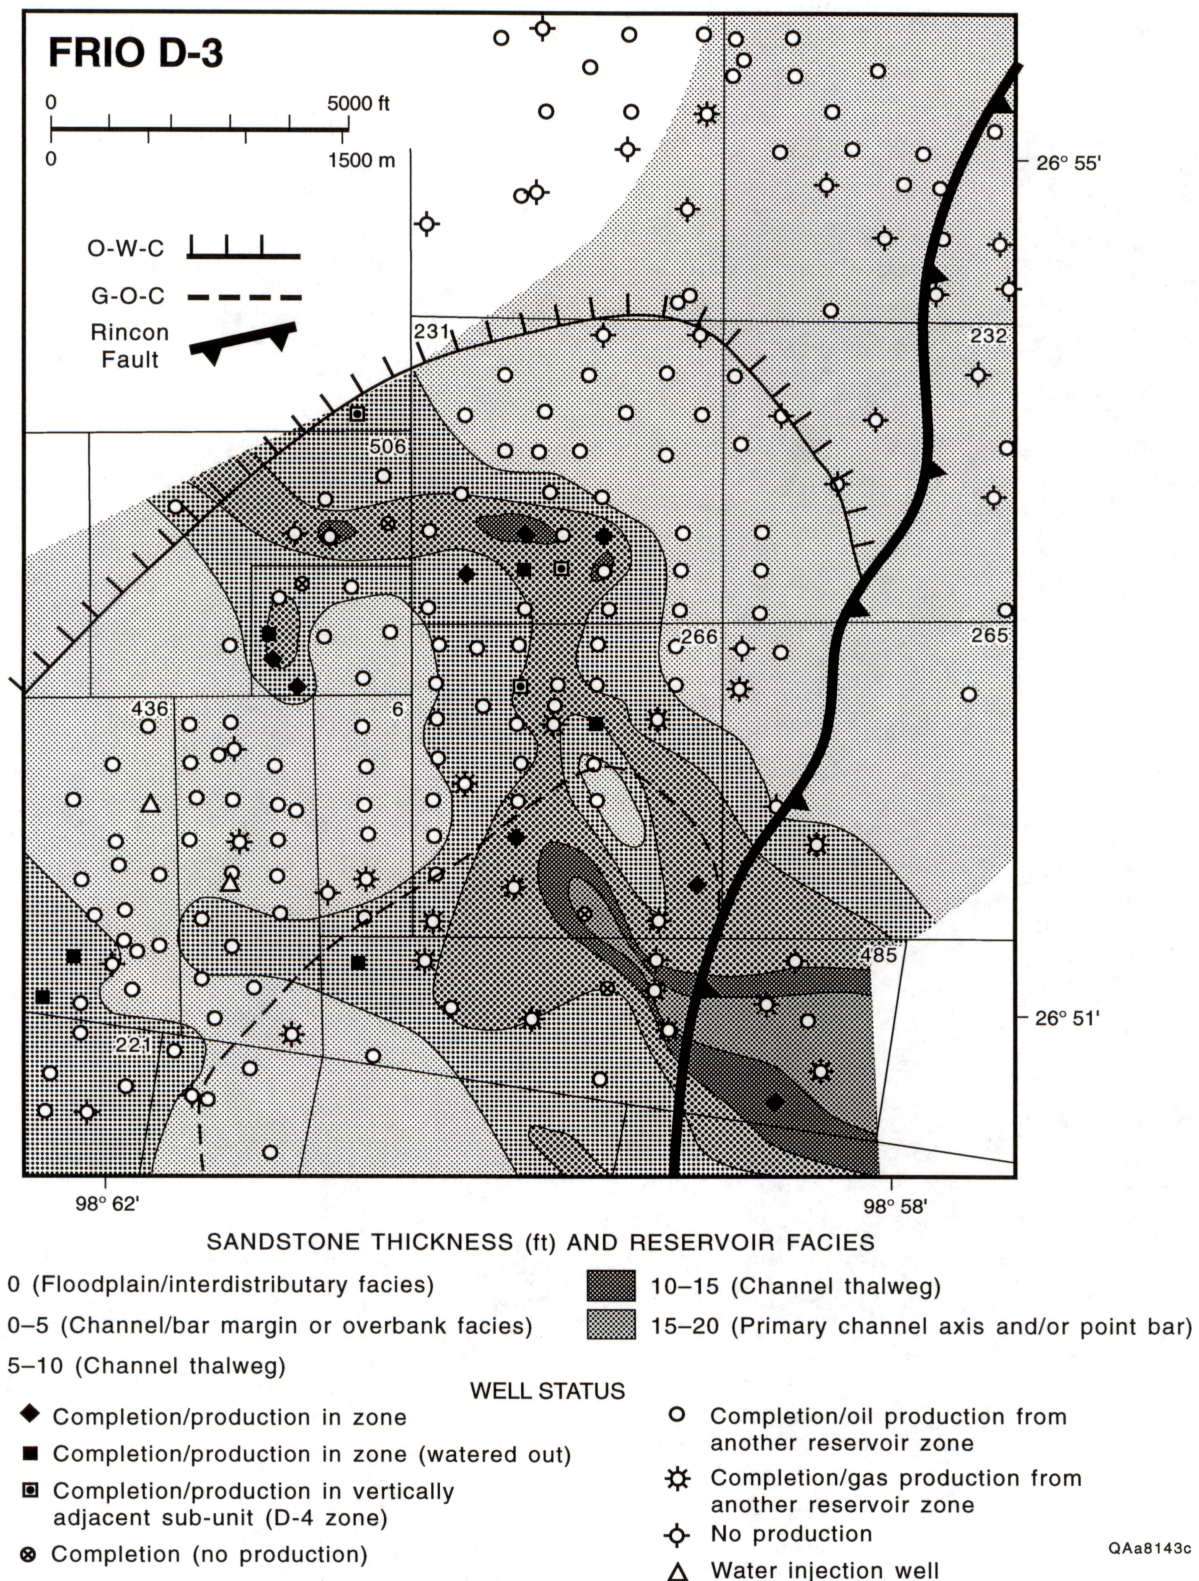 FRIO D-3
0 5000 ft
0 1500 m
O-W-C
G-O-C
Rincon
Fault
26° 55'
231
232
506
266
265
436
6
485
26° 51'
221
98° 62'
98° 58'
SANDSTONE THICKNESS (ft) AND RESERVOIR FACIES
0 (Floodplain/interdistributary facies)
0–5 (Channel/bar margin or overbank facies)
5–10 (Channel thalweg)
10–15 (Channel thalweg)
15–20 (Primary channel axis and/or point bar)
WELL STATUS
Completion/production in zone
Completion/production in zone (watered out)
Completion/production in vertically
adjacent sub-unit (D-4 zone)
Completion (no production)
Completion/oil production from
another reservoir zone
Completion/gas production from
another reservoir zone
No production
Water injection well
QAa8143c